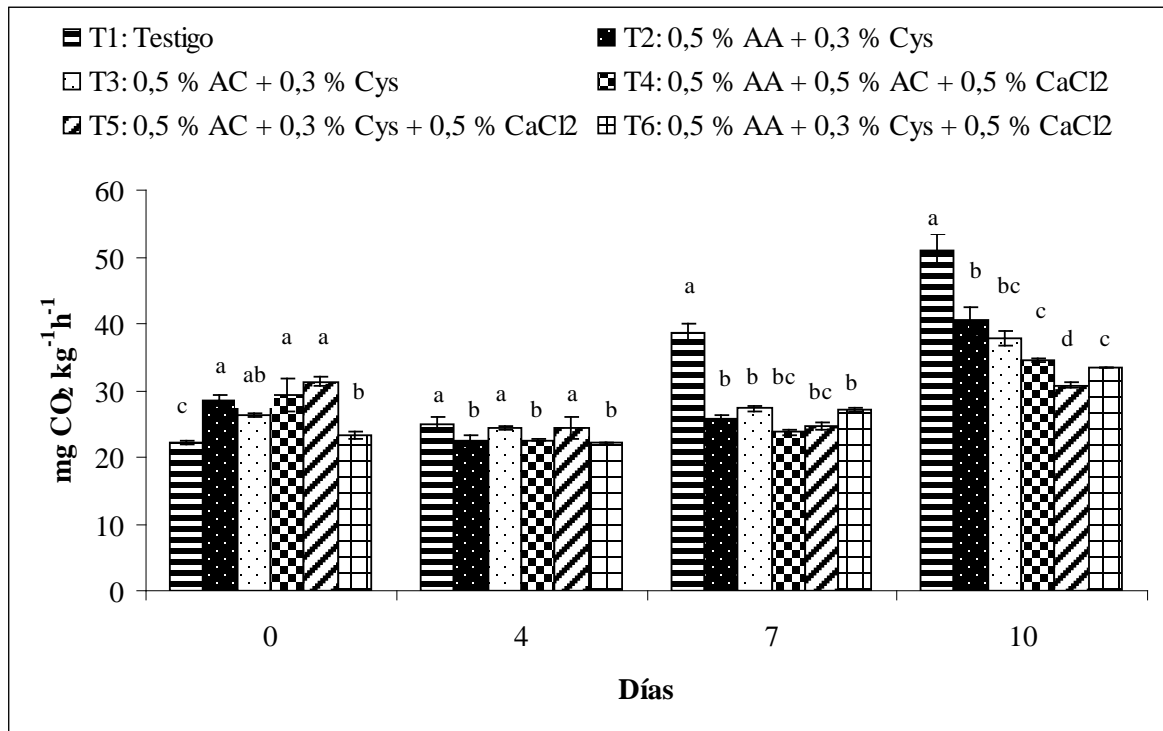 T1: Testigo
T2: 0,5 % AA + 0,3 % Cys
T3: 0,5 % AC + 0,3 % Cys
T4: 0,5 % AA + 0,5 % AC + 0,5 % CaCl2
T5: 0,5 % AC + 0,3 % Cys + 0,5 % CaCl2
T6: 0,5 % AA + 0,3 % Cys + 0,5 % CaCl2
mg CO₂ kg⁻¹h⁻¹
60
50
40
30
20
10
0
c a ab a a b
a b a b a b
a b b bc bc b
a b bc c d c
0 4 7 10
Días